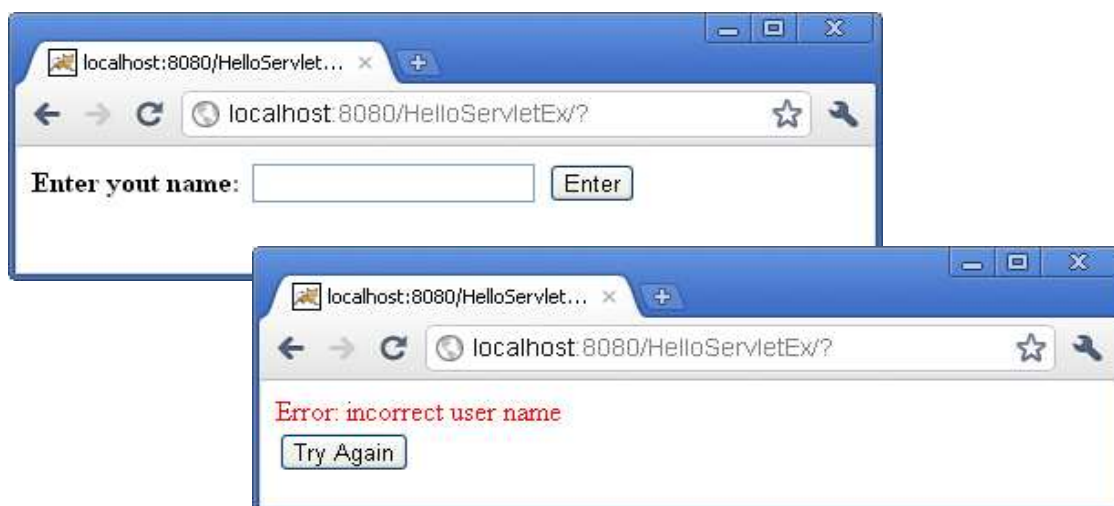 localhost:8080/HelloServlet...
localhost:8080/HelloServletEx/?
Enter yout name: Enter
localhost:8080/HelloServlet...
localhost:8080/HelloServletEx/?
Error: incorrect user name
Try Again